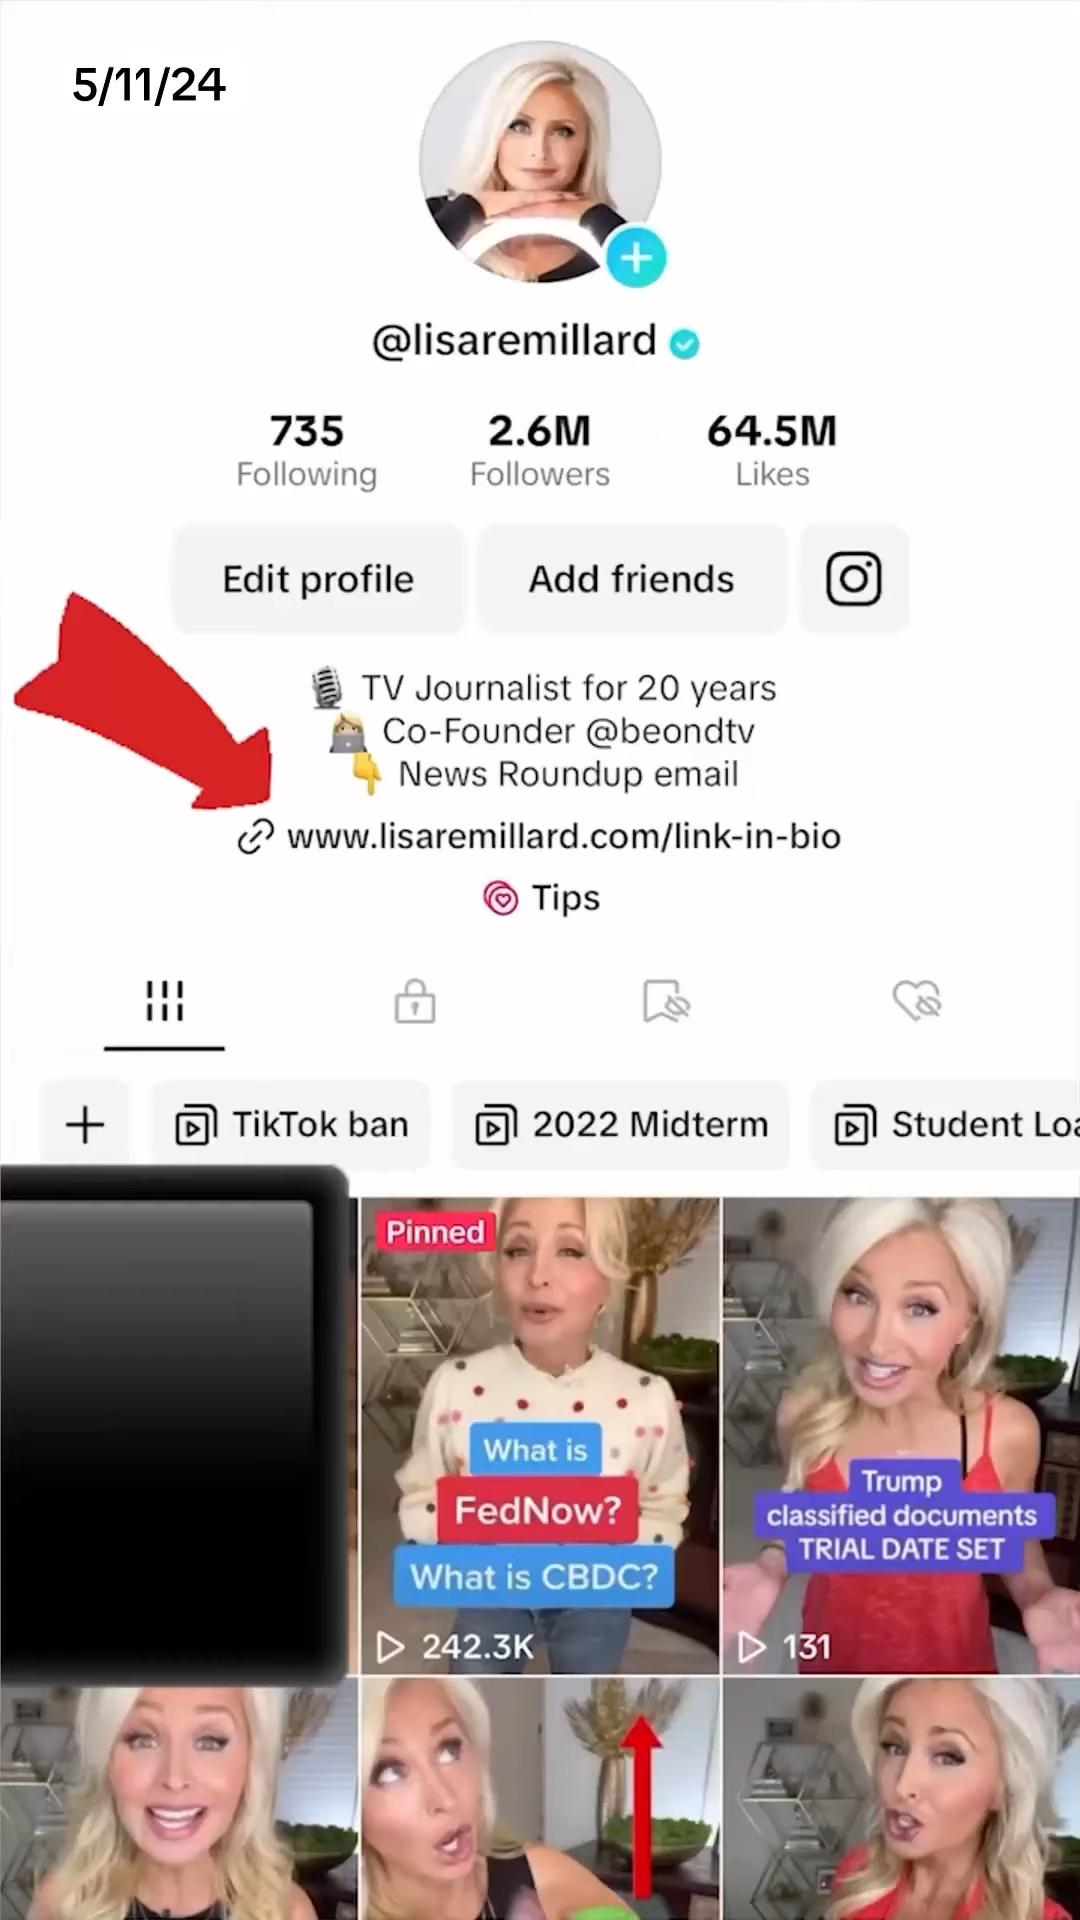 5/11/24
@lisaremillard
735 2.6M 64.5M
Following Followers Likes
Edit profile Add friends
TV Journalist for 20 years
Co-Founder @beondtv
News Roundup email
www.lisaremillard.com/link-in-bio
Tips
TikTok ban 2022 Midterm Student Loa
Pinned
What is
FedNow?
What is CBDC?
242.3K
Trump
classified documents
TRIAL DATE SET
131